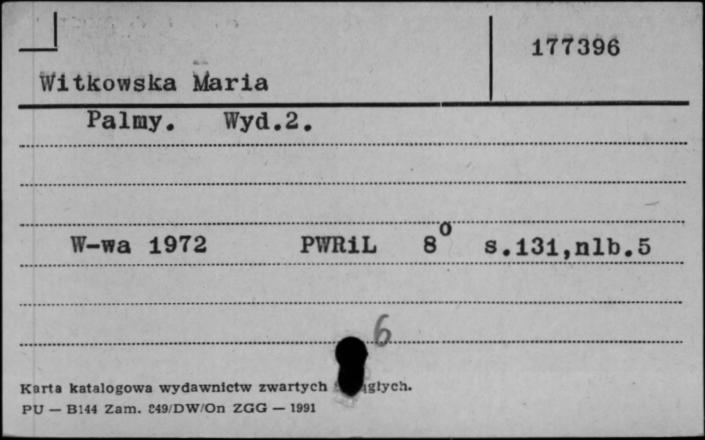 177396
Witkowska Maria
Palmy. Wyd.2.
W-wa 1972 PWRiL 8⁰ s.131,nlb.5
6
Karta katalogowa wydawnictw zwartych
PU — B144 Zam. 849/DW/On ZGG — 1991